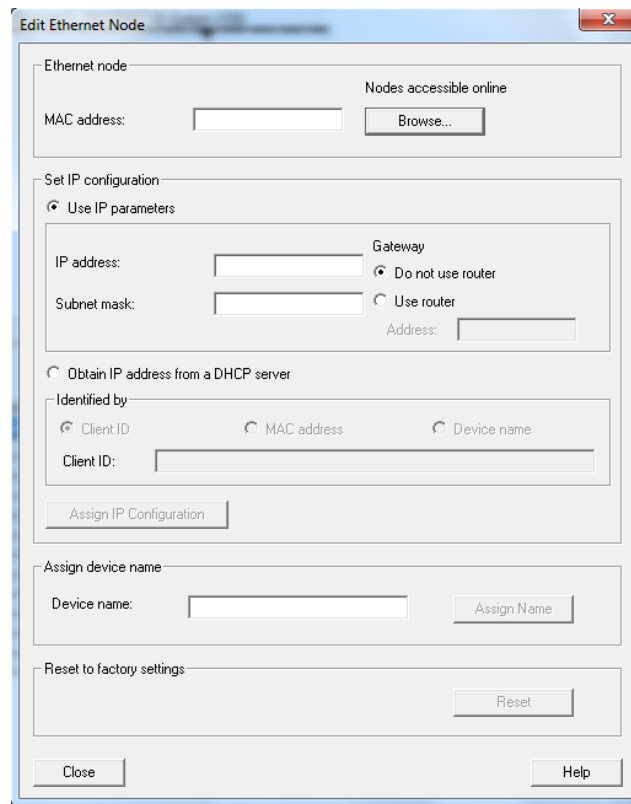 Edit Ethernet Node
Ethernet node
Nodes accessible online
MAC address:
Browse...
Set IP configuration
Use IP parameters
Gateway
IP address:
Do not use router
Subnet mask:
Use router
Address:
Obtain IP address from a DHCP server
Identified by
Client ID MAC address Device name
Client ID:
Assign IP Configuration
Assign device name
Device name:
Assign Name
Reset to factory settings
Reset
Close Help